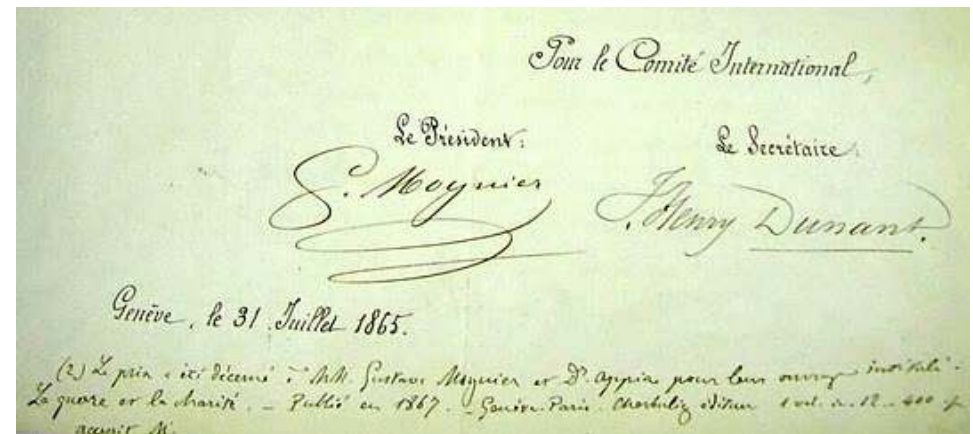 Pour le Comité International,
Le Président:
Le Secrétaire
G. Moynier
J. Henry Dunant.
Genève, le 31 Juillet 1865.
(2) Le prix a été décerné à MM. Gustave Moynier et Dr. Appia pour leur ouvrage intitulé:
La guerre et la charité. – Publié en 1867. – Genève. Paris. Cherbuliez éditeur 1 vol. in-12. 400 p.
M.